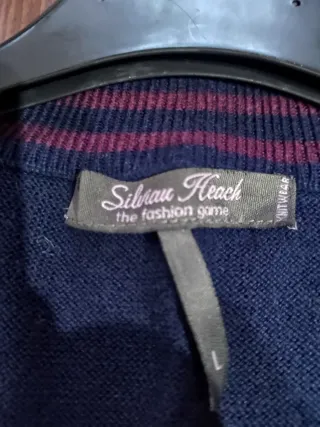 Silvian Heach
the fashion game
KNITWEAR
L